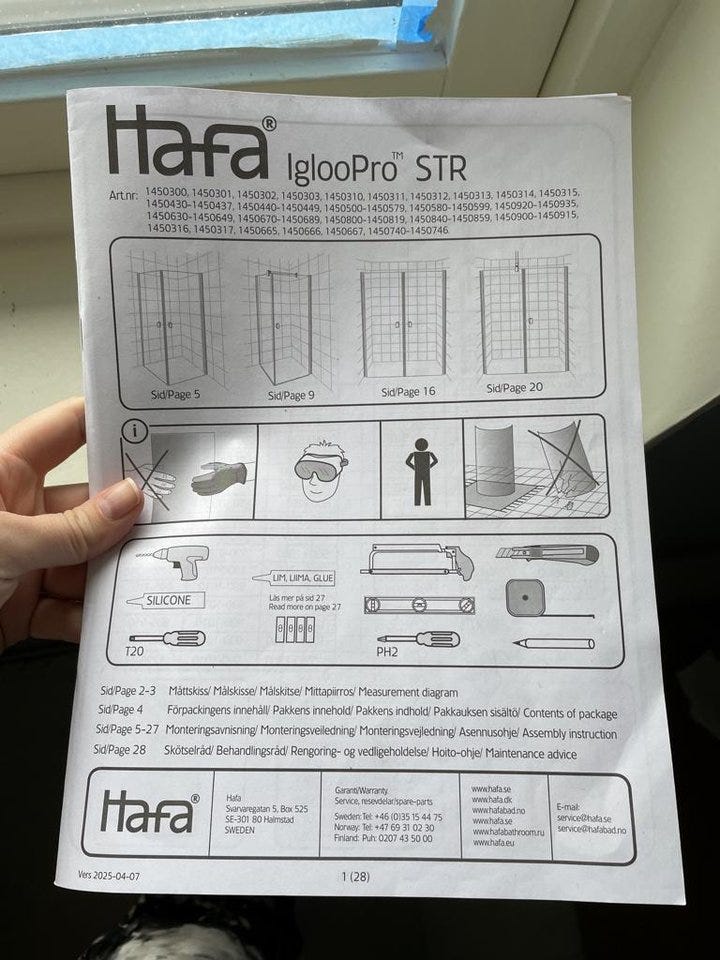 Hafa® IglooPro™ STR
Art.nr: 1450300, 1450301, 1450302, 1450303, 1450310, 1450311, 1450312, 1450313, 1450314, 1450315,
1450430-1450437, 1450440-1450449, 1450500-1450579, 1450580-1450599, 1450920-1450935,
1450630-1450649, 1450670-1450689, 1450800-1450819, 1450840-1450859, 1450900-1450915,
1450316, 1450317, 1450665, 1450666, 1450667, 1450740-1450746.
Sid/Page 5
Sid/Page 9
Sid/Page 16
Sid/Page 20
i
LIM, LIIMA, GLUE
SILICONE
Läs mer på sid 27
Read more on page 27
T20
PH2
Sid/Page 2-3 Måttskiss/ Målskisse/ Målskitse/ Mittapiirros/ Measurement diagram
Sid/Page 4 Förpackingens innehåll/ Pakkens innehold/ Pakkens indhold/ Pakkauksen sisältö/ Contents of package
Sid/Page 5-27 Monteringsavnisning/ Monteringsveiledning/ Monteringsvejledning/ Asennusohje/ Assembly instruction
Sid/Page 28 Skötselråd/ Behandlingsråd/ Rengoring- og vedligeholdelse/ Hoito-ohje/ Maintenance advice
Hafa®
Hafa
Svarvaregatan 5, Box 525
SE-301 80 Halmstad
SWEDEN
Garanti/Warranty.
Service, resevdelar/spare-parts
Sweden: Tel: +46 (0)35 15 44 75
Norway: Tel: +47 69 31 02 30
Finland: Puh: 0207 43 50 00
www.hafa.se
www.hafa.dk
www.hafabad.no
www.hafa.se
www.hafabathroom.ru
www.hafa.eu
E-mail:
service@hafa.se
service@hafabad.no
Vers 2025-04-07
1 (28)